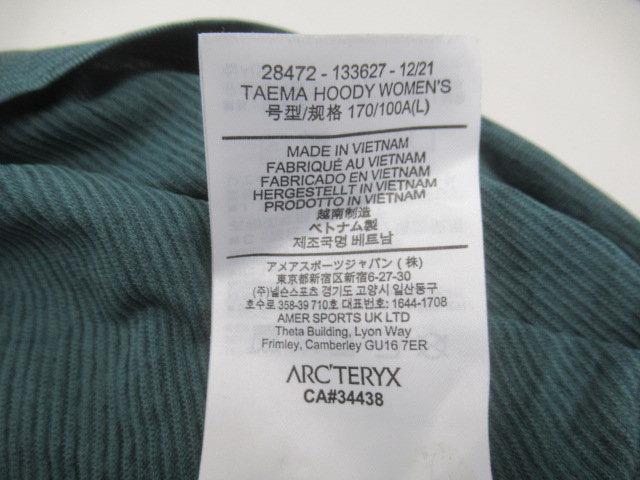 28472 - 133627 - 12/21
TAEMA HOODY WOMEN'S
号型/规格 170/100A(L)
MADE IN VIETNAM
FABRIQUÉ AU VIETNAM
FABRICADO EN VIETNAM
HERGESTELLT IN VIETNAM
PRODOTTO IN VIETNAM
越南制造
ベトナム製
제조국명 베트남
アメアスポーツジャパン (株)
東京都新宿区新宿6-27-30
(주)넬슨스포츠 경기도 고양시 일산동구
호수로 358-39 710호 대표번호: 1644-1708
AMER SPORTS UK LTD
Theta Building, Lyon Way
Frimley, Camberley GU16 7ER
ARC'TERYX
CA#34438